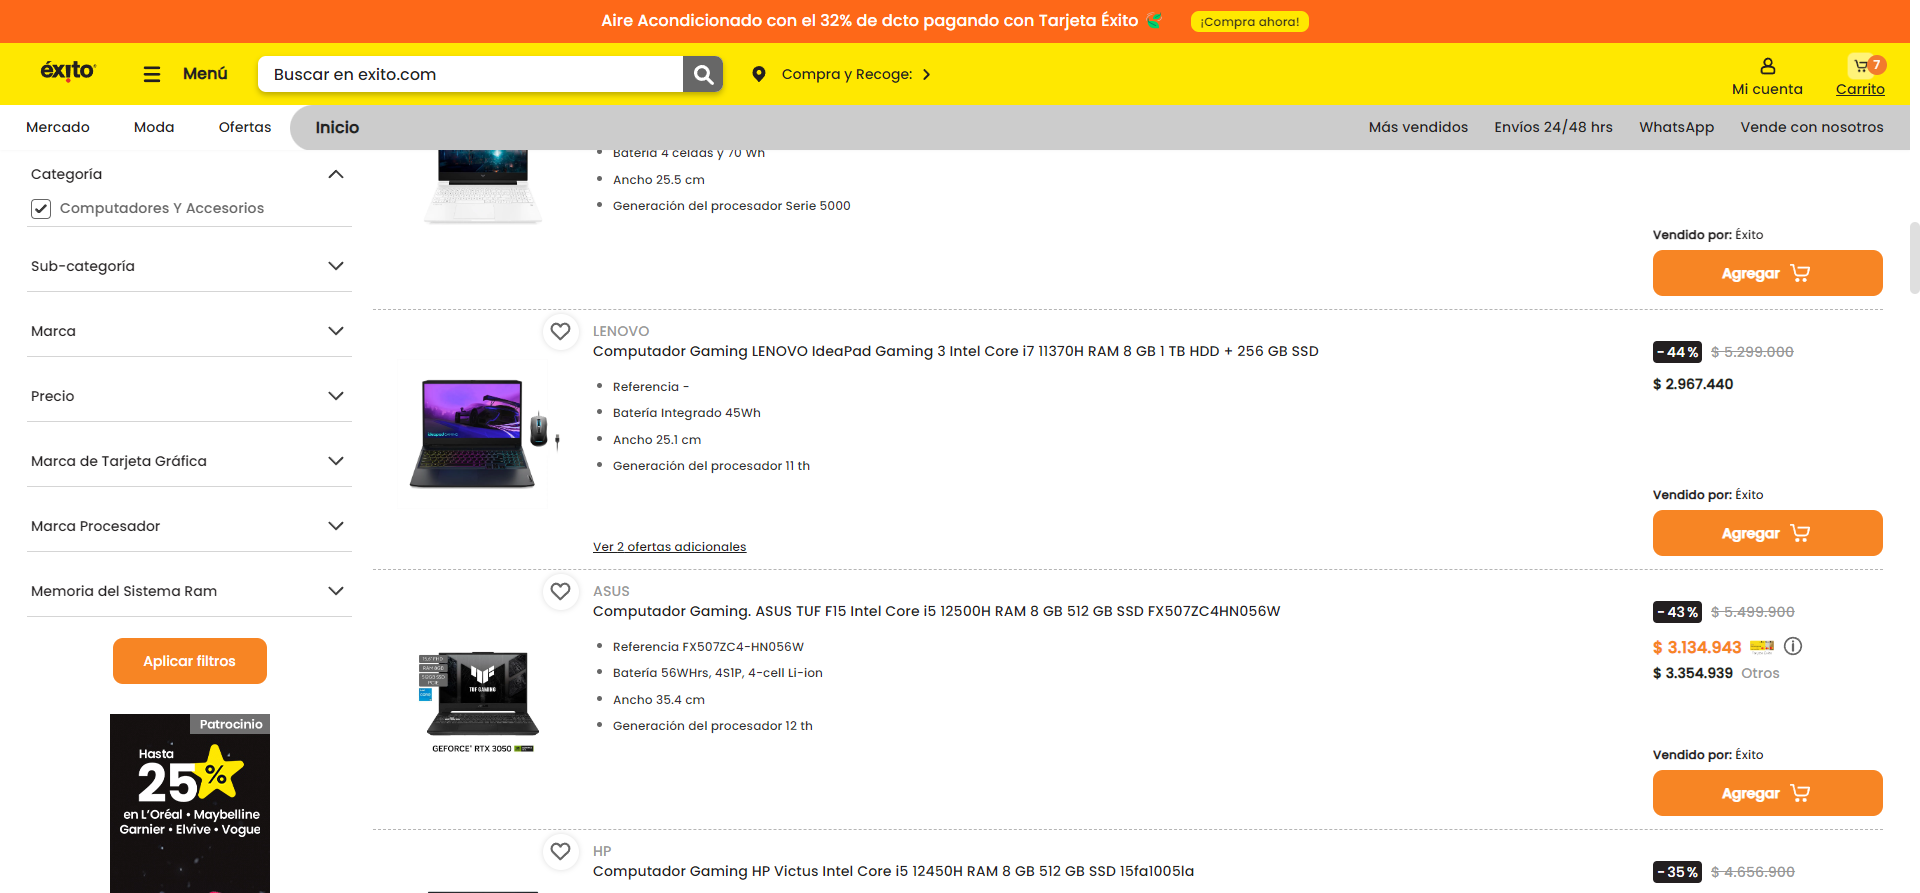 Aire Acondicionado con el 32% de dcto pagando con Tarjeta Éxito
¡Compra ahora!
éxito
Menú
Buscar en exito.com
Compra y Recoge:
7
Mi cuenta
Carrito
Mercado
Moda
Ofertas
Inicio
Más vendidos
Envíos 24/48 hrs
WhatsApp
Vende con nosotros
Categoría
Computadores Y Accesorios
Sub-categoría
Marca
Precio
Marca de Tarjeta Gráfica
Marca Procesador
Memoria del Sistema Ram
Aplicar filtros
Patrocinio
Hasta
25%
en L'Oréal • Maybelline
Garnier • Elvive • Vogue
Batería 4 celdas y 70 Wh
Ancho 25.5 cm
Generación del procesador Serie 5000
Vendido por: Éxito
Agregar
LENOVO
Computador Gaming LENOVO IdeaPad Gaming 3 Intel Core i7 11370H RAM 8 GB 1 TB HDD + 256 GB SSD
Referencia -
Batería Integrado 45Wh
Ancho 25.1 cm
Generación del procesador 11 th
Ver 2 ofertas adicionales
-44% $ 5.299.000
$ 2.967.440
Vendido por: Éxito
Agregar
ASUS
Computador Gaming. ASUS TUF F15 Intel Core i5 12500H RAM 8 GB 512 GB SSD FX507ZC4HN056W
TUF GAMING
GEFORCE RTX 3050
Referencia FX507ZC4-HN056W
Batería 56WHrs, 4S1P, 4-cell Li-ion
Ancho 35.4 cm
Generación del procesador 12 th
-43% $ 5.499.900
$ 3.134.943
$ 3.354.939 Otros
Vendido por: Éxito
Agregar
HP
Computador Gaming HP Victus Intel Core i5 12450H RAM 8 GB 512 GB SSD 15fa1005la
-35% $ 4.656.900